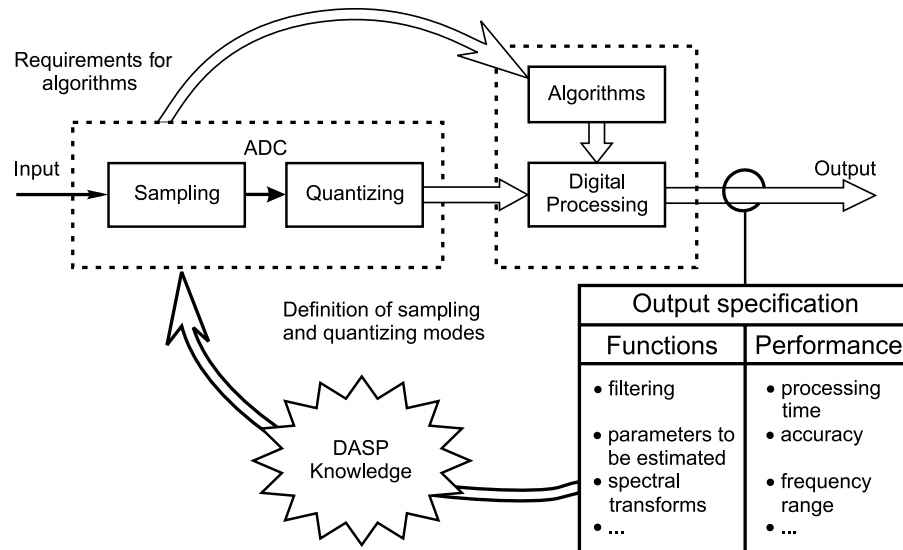 Requirements for
algorithms
Algorithms
ADC
Input
Sampling
Quantizing
Digital
Processing
Output
Definition of sampling
and quantizing modes
DASP
Knowledge
Output specification
Functions
Performance
• filtering
• parameters to
be estimated
• spectral
transforms
• ...
• processing
time
• accuracy
• frequency
range
• ...